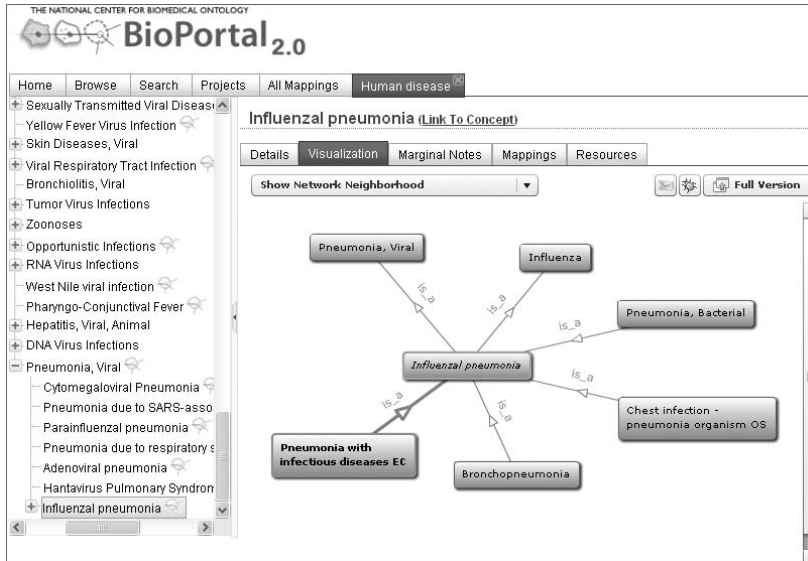 THE NATIONAL CENTER FOR BIOMEDICAL ONTOLOGY
BioPortal 2.0
Home Browse Search Projects All Mappings Human disease
Sexually Transmitted Viral Disease
Yellow Fever Virus Infection
Skin Diseases, Viral
Viral Respiratory Tract Infection
Bronchiolitis, Viral
Tumor Virus Infections
Zoonoses
Opportunistic Infections
RNA Virus Infections
West Nile viral infection
Pharyngo-Conjunctival Fever
Hepatitis, Viral, Animal
DNA Virus Infections
Pneumonia, Viral
Cytomegaloviral Pneumonia
Pneumonia due to SARS-asso
Parainfluenzal pneumonia
Pneumonia due to respiratory s
Adenoviral pneumonia
Hantavirus Pulmonary Syndrom
Influenzal pneumonia
Influenzal pneumonia (Link To Concept)
Details Visualization Marginal Notes Mappings Resources
Show Network Neighborhood
Full Version
Pneumonia, Viral
Influenza
is_a
is_a
Pneumonia, Bacterial
is_a
Influenzal pneumonia
is_a
is_a
is_a
Chest infection -
pneumonia organism OS
Pneumonia with
infectious diseases EC
Bronchopneumonia